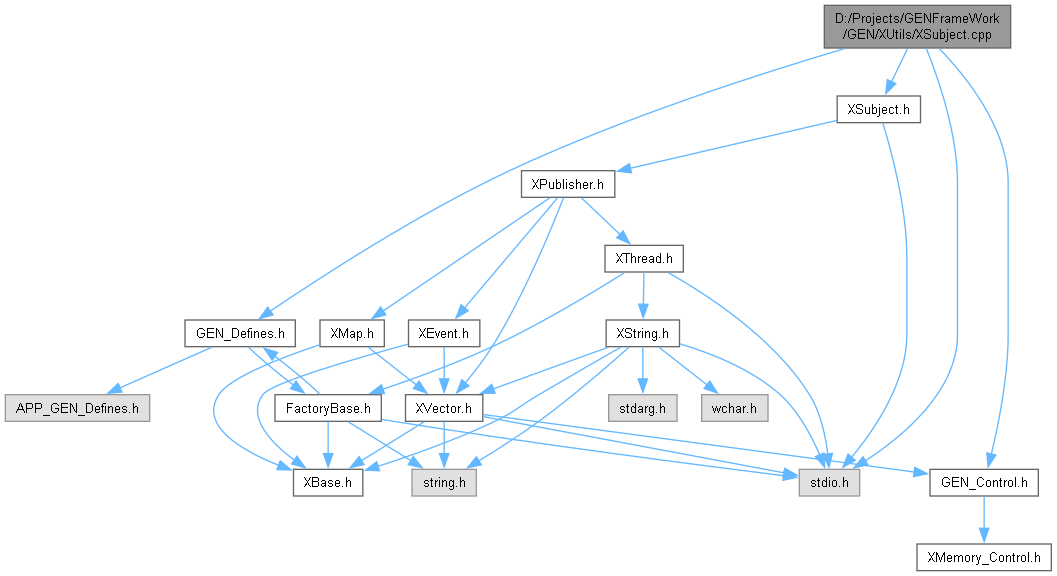 D:/Projects/GENFrameWork
/GEN/XUtils/XSubject.cpp
XSubject.h
XPublisher.h
XThread.h
GEN_Defines.h
XMap.h
XEvent.h
XString.h
APP_GEN_Defines.h
FactoryBase.h
XVector.h
stdarg.h
wchar.h
XBase.h
string.h
stdio.h
GEN_Control.h
XMemory_Control.h